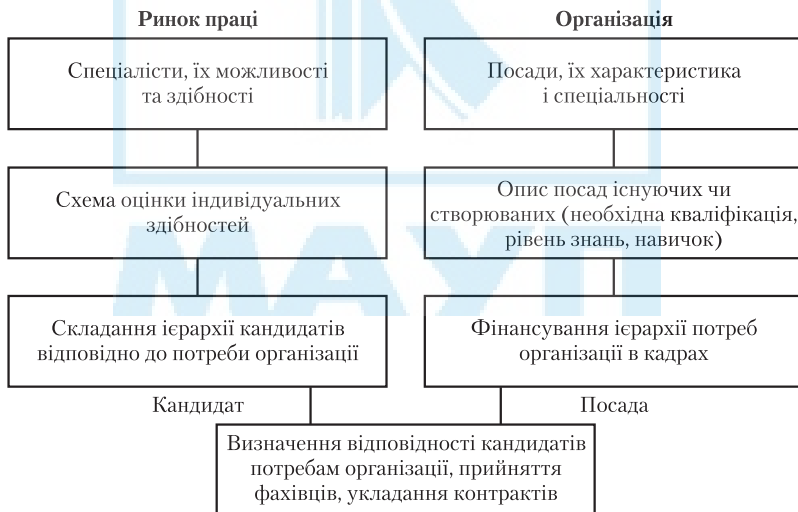 Ринок праці
Організація
Спеціалісти, їх можливості
та здібності
Посади, їх характеристика
і спеціальності
Схема оцінки індивідуальних
здібностей
Опис посад існуючих чи
створюваних (необхідна кваліфікація,
рівень знань, навичок)
МАУП
Складання ієрархії кандидатів
відповідно до потреби організації
Фінансування ієрархії потреб
організації в кадрах
Кандидат
Посада
Визначення відповідності кандидатів
потребам організації, прийняття
фахівців, укладання контрактів